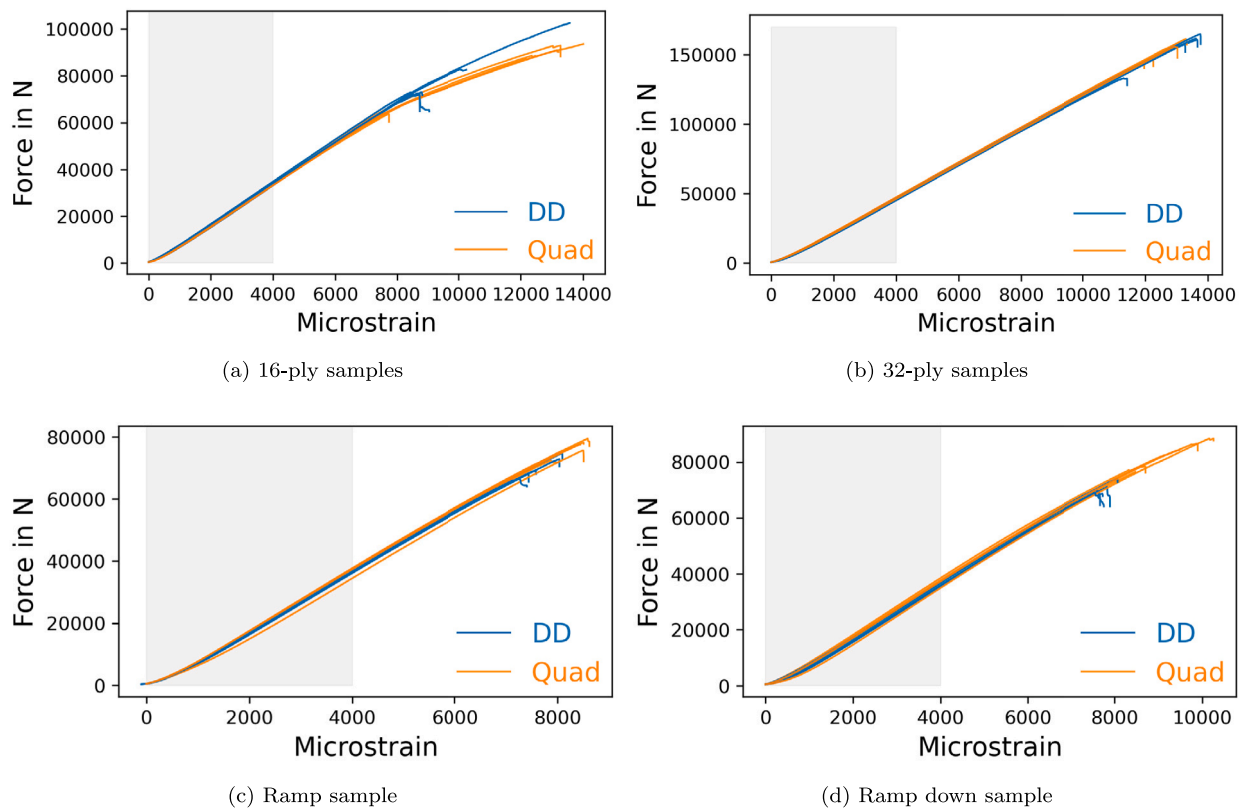 100000
80000
60000
40000
20000
0
Force in N
DD
Quad
0 2000 4000 6000 8000 10000 12000 14000
Microstrain
(a) 16-ply samples
150000
100000
50000
0
Force in N
DD
Quad
0 2000 4000 6000 8000 10000 12000 14000
Microstrain
(b) 32-ply samples
80000
60000
40000
20000
0
Force in N
DD
Quad
0 2000 4000 6000 8000
Microstrain
(c) Ramp sample
80000
60000
40000
20000
0
Force in N
DD
Quad
0 2000 4000 6000 8000 10000
Microstrain
(d) Ramp down sample